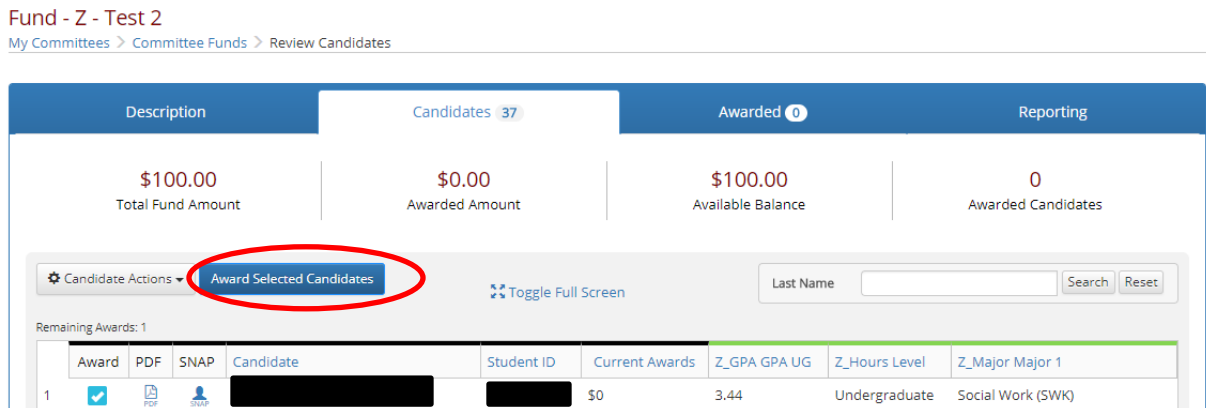 Fund - Z - Test 2
My Committees > Committee Funds > Review Candidates
Description Candidates 37 Awarded 0 Reporting
$100.00 $0.00 $100.00 0
Total Fund Amount Awarded Amount Available Balance Awarded Candidates
Candidate Actions Award Selected Candidates Toggle Full Screen Last Name Search Reset
Remaining Awards: 1
Award PDF SNAP Candidate Student ID Current Awards Z_GPA GPA UG Z_Hours Level Z_Major Major 1
1 PDF SNAP $0 3.44 Undergraduate Social Work (SWK)